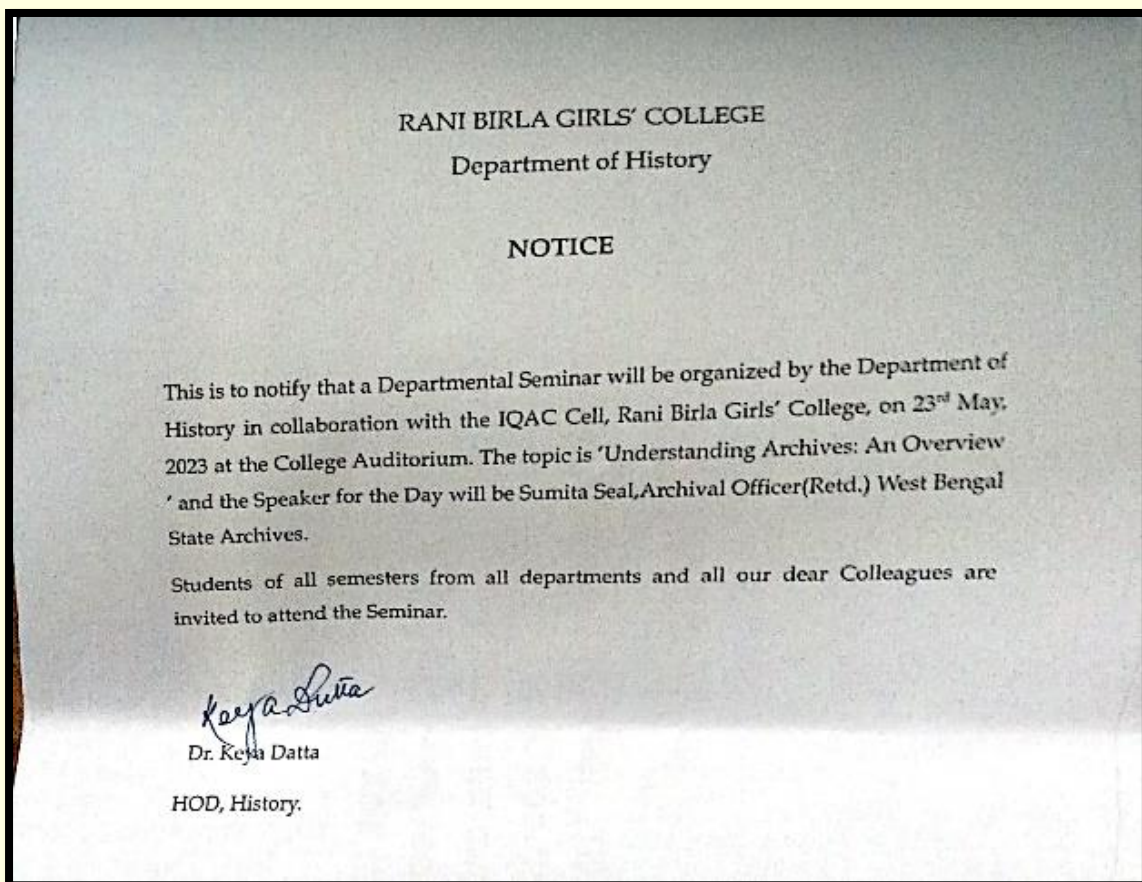 RANI BIRLA GIRLS' COLLEGE
Department of History
NOTICE
This is to notify that a Departmental Seminar will be organized by the Department of
History in collaboration with the IQAC Cell, Rani Birla Girls' College, on 23rd May,
2023 at the College Auditorium. The topic is 'Understanding Archives: An Overview
' and the Speaker for the Day will be Sumita Seal,Archival Officer(Retd.) West Bengal
State Archives.
Students of all semesters from all departments and all our dear Colleagues are
invited to attend the Seminar.
Keya Dutta
Dr. Keya Datta
HOD, History.